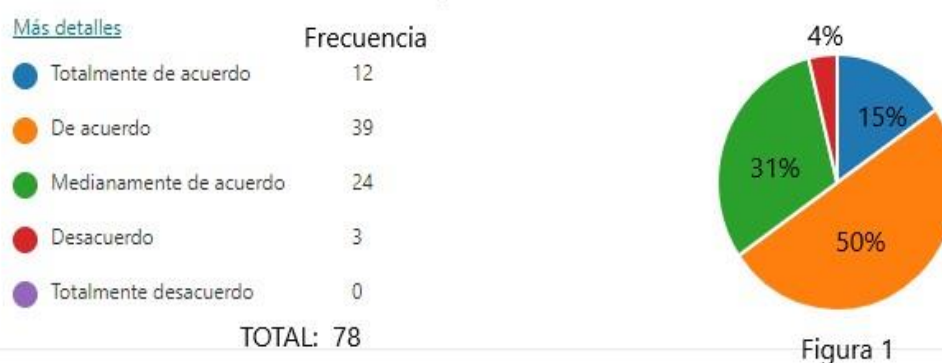 Más detalles
Frecuencia
Totalmente de acuerdo 12
De acuerdo 39
Medianamente de acuerdo 24
Desacuerdo 3
Totalmente desacuerdo 0
TOTAL: 78
4%
15%
31%
50%
Figura 1